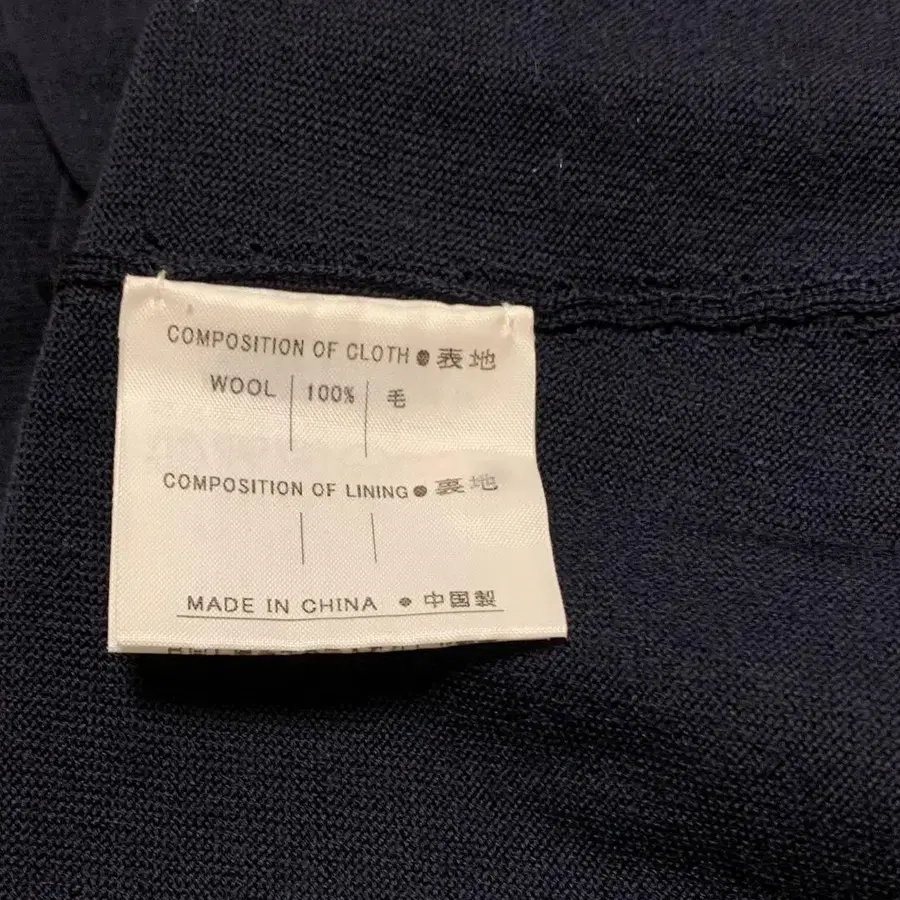 COMPOSITION OF CLOTH ● 表地
WOOL | 100% | 毛
COMPOSITION OF LINING ● 裏地
MADE IN CHINA ● 中国製